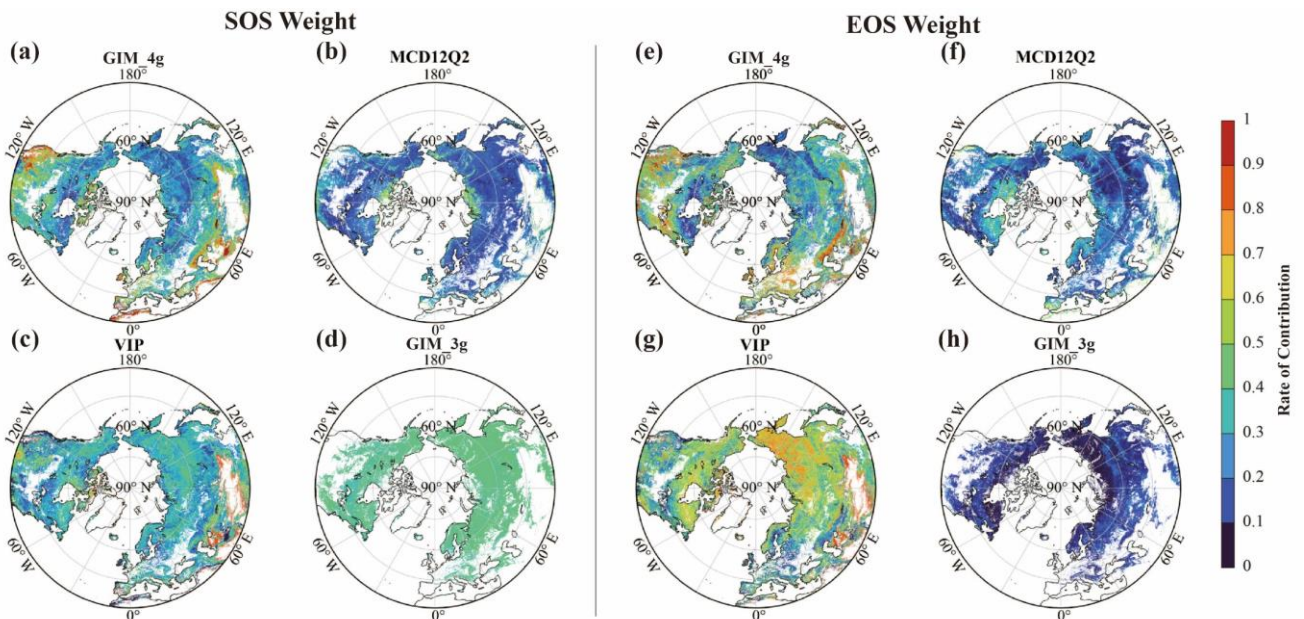 SOS Weight
EOS Weight
(a)
GIM_4g
180°
120° W
120° E
60° N
90° N
60° W
60° E
0°
(b)
MCD12Q2
180°
120° W
120° E
60° N
90° N
60° W
60° E
0°
(e)
GIM_4g
180°
120° W
120° E
60° N
90° N
60° W
60° E
0°
(f)
MCD12Q2
180°
120° W
120° E
60° N
90° N
60° W
60° E
0°
(c)
VIP
180°
120° W
120° E
60° N
90° N
60° W
60° E
0°
(d)
GIM_3g
180°
120° W
120° E
60° N
90° N
60° W
60° E
0°
(g)
VIP
180°
120° W
120° E
60° N
90° N
60° W
60° E
0°
(h)
GIM_3g
180°
120° W
120° E
60° N
90° N
60° W
60° E
0°
1
0.9
0.8
0.7
0.6
0.5
0.4
0.3
0.2
0.1
0
Rate of Contribution